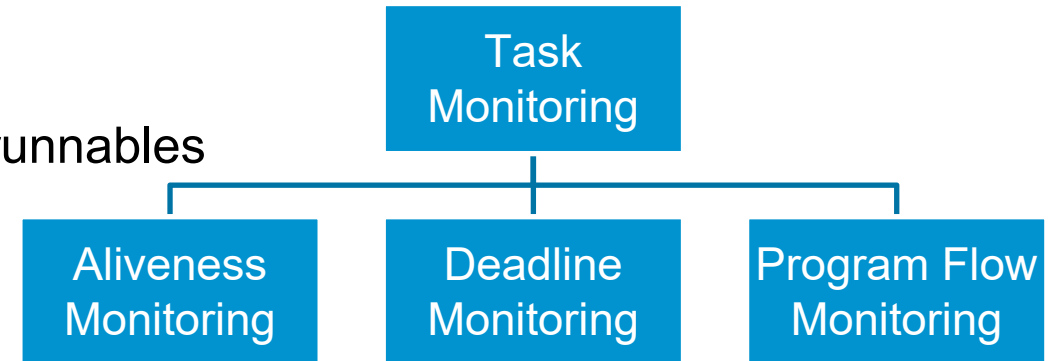 Task
Monitoring
runnables
Aliveness
Monitoring
Deadline
Monitoring
Program Flow
Monitoring